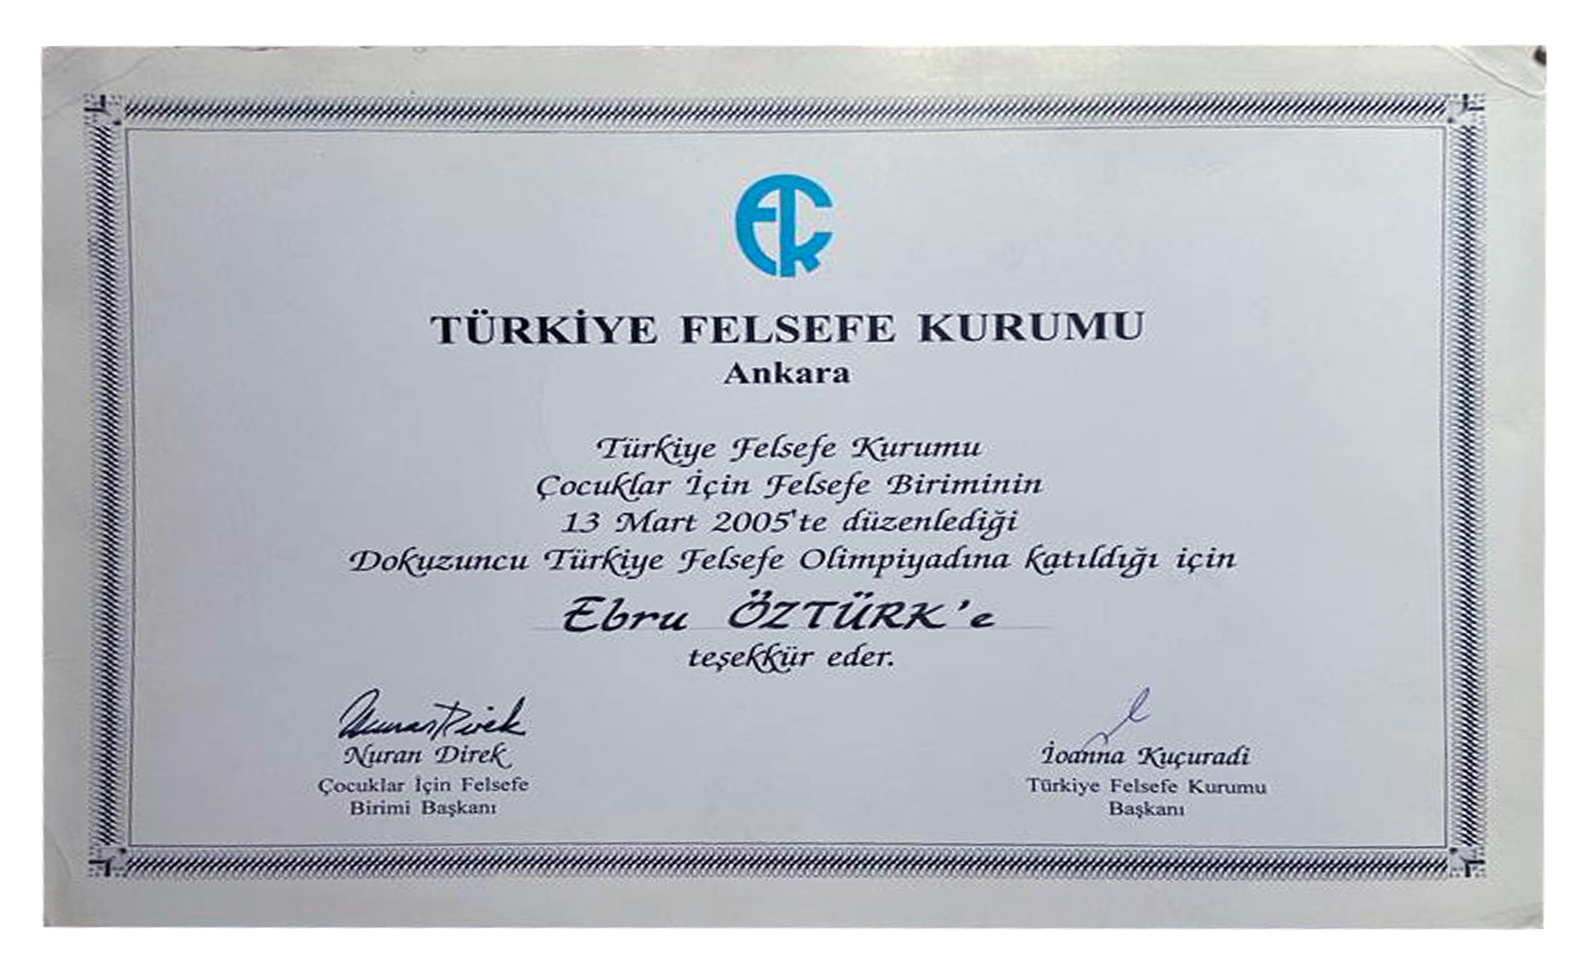 TÜRKİYE FELSEFE KURUMU
Ankara
Türkiye Felsefe Kurumu
Çocuklar İçin Felsefe Biriminin
13 Mart 2005'te düzenlediği
Dokuzuncu Türkiye Felsefe Olimpiyadına katıldığı için
Ebru ÖZTÜRK'e
teşekkür eder.
Nuran Direk
Nuran Direk
Çocuklar İçin Felsefe
Birimi Başkanı
İoanna Kuçuradi
Türkiye Felsefe Kurumu
Başkanı